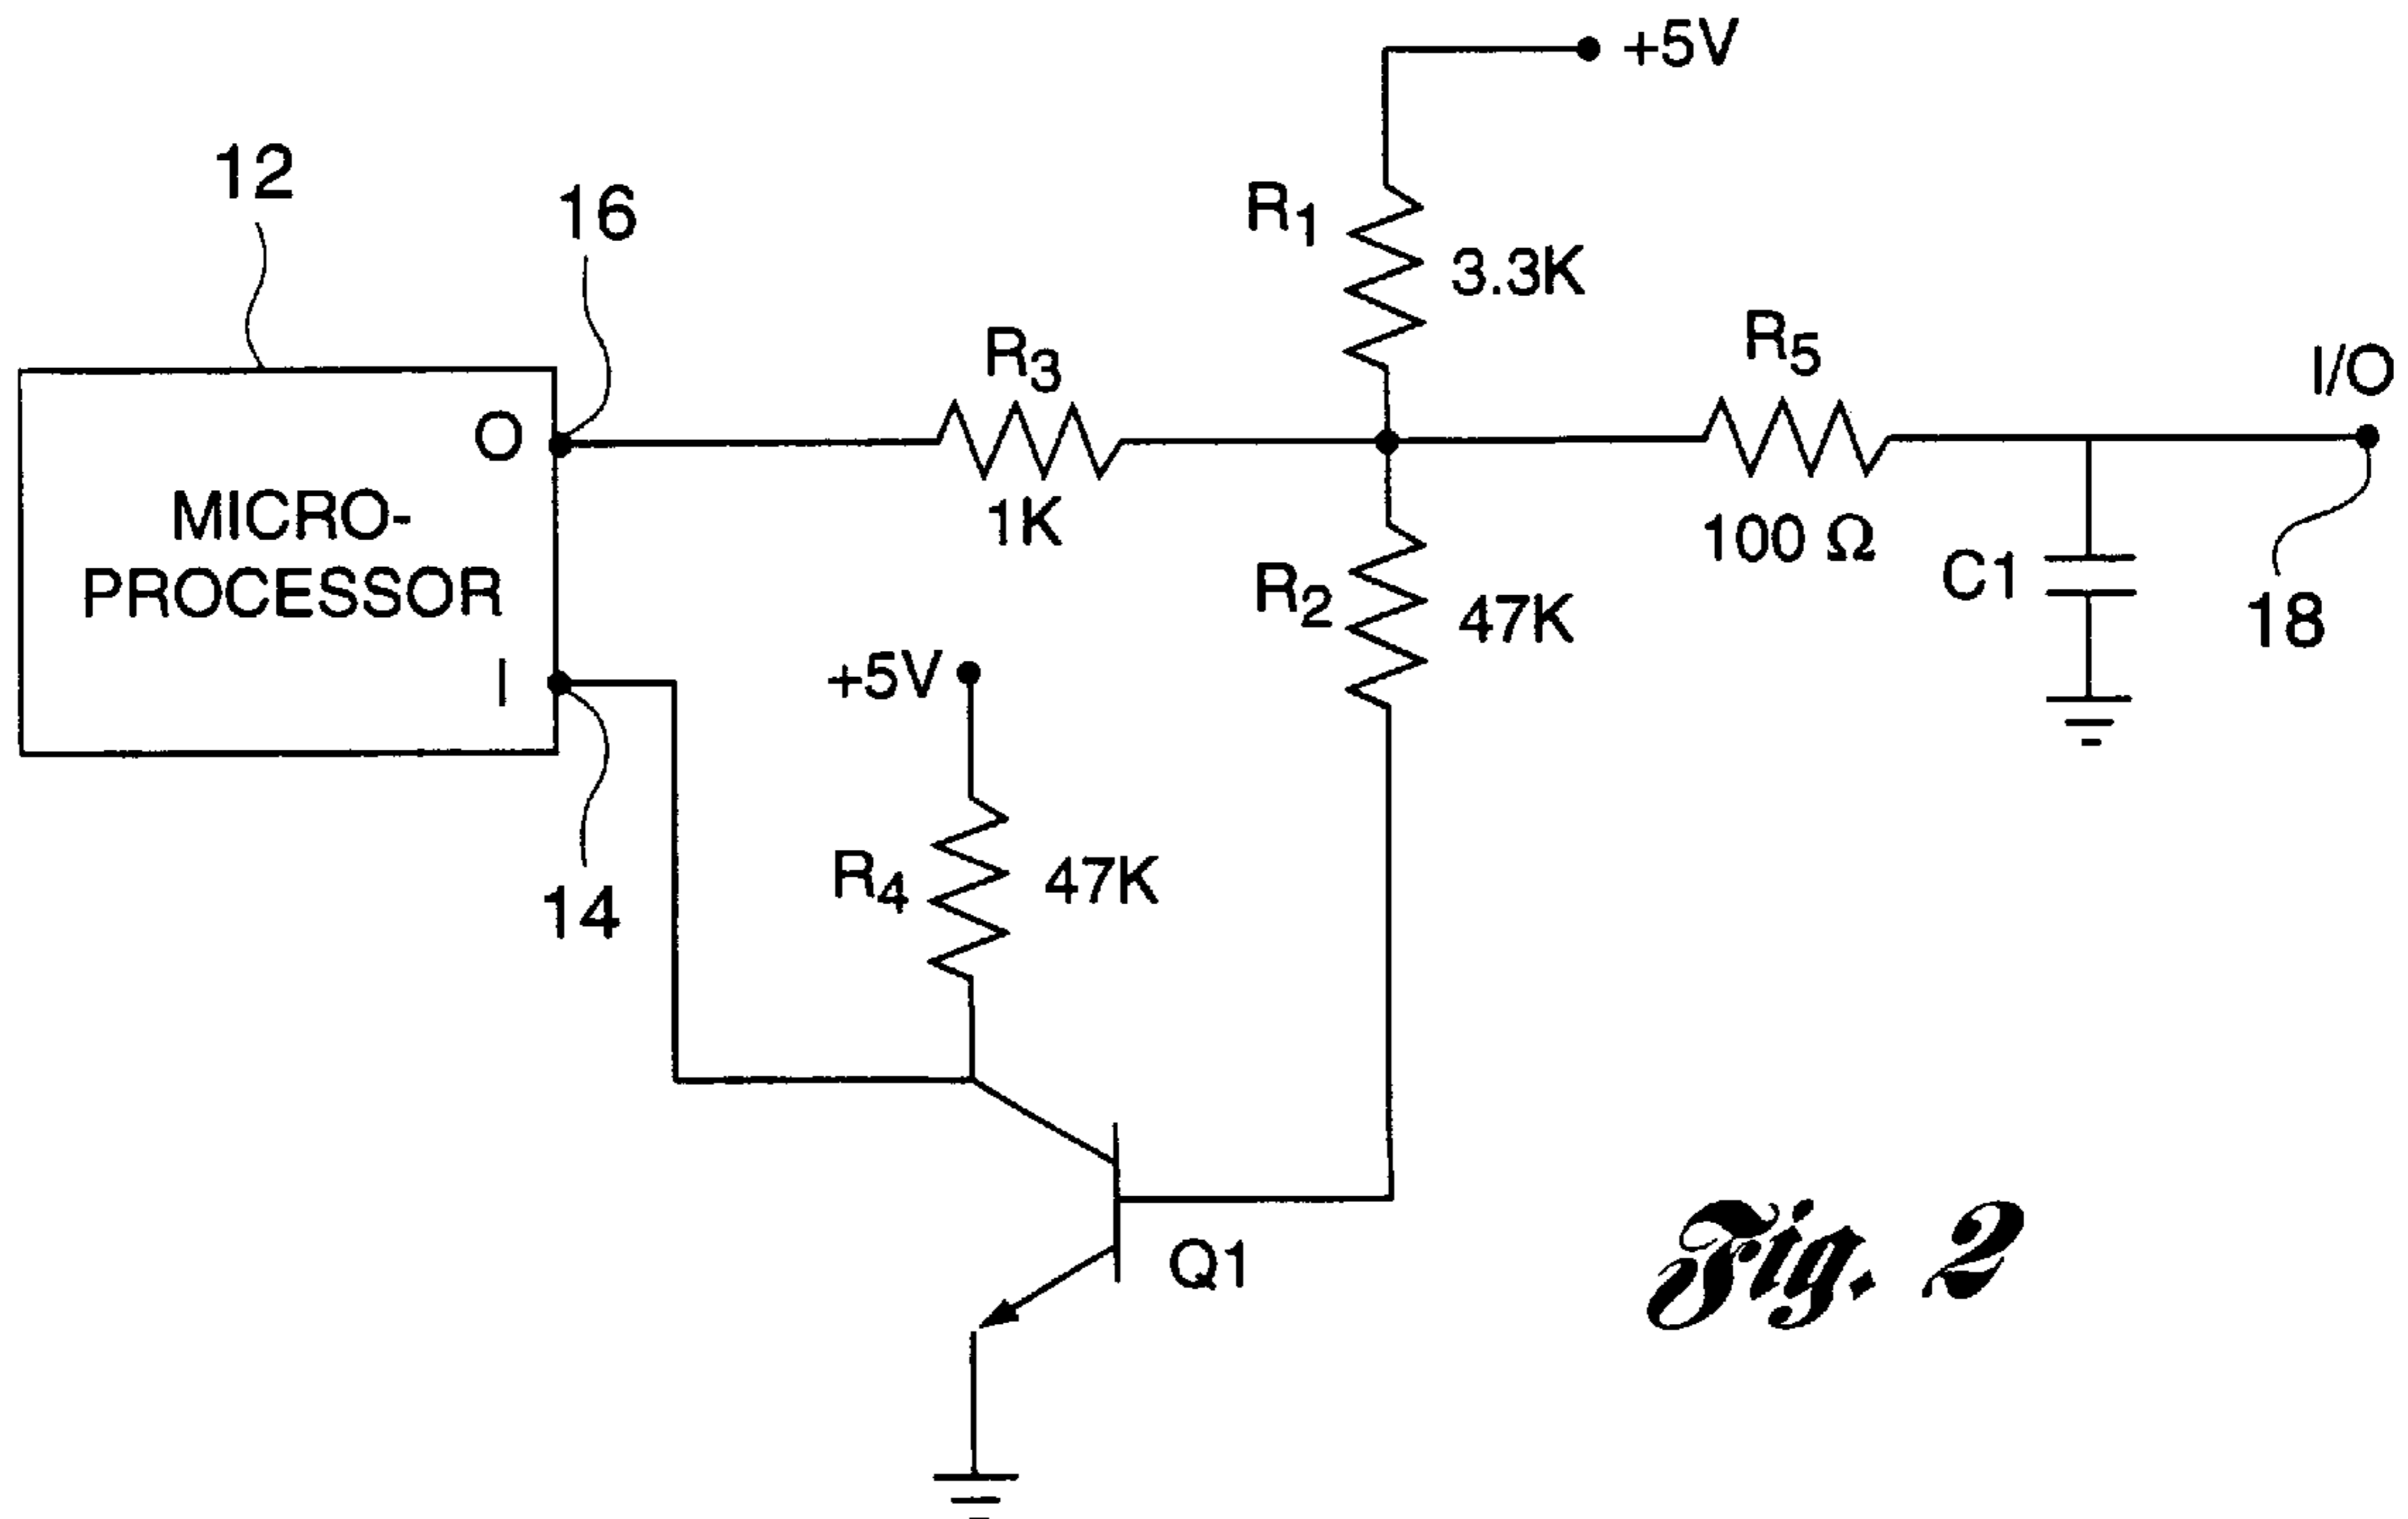 +5V
12
16
R1
3.3K
R3
R5
I/O
O
1K
100 Ω
MICRO-
PROCESSOR
R2
47K
C1
18
+5V
I
14
R4
47K
Q1
Fig. 2